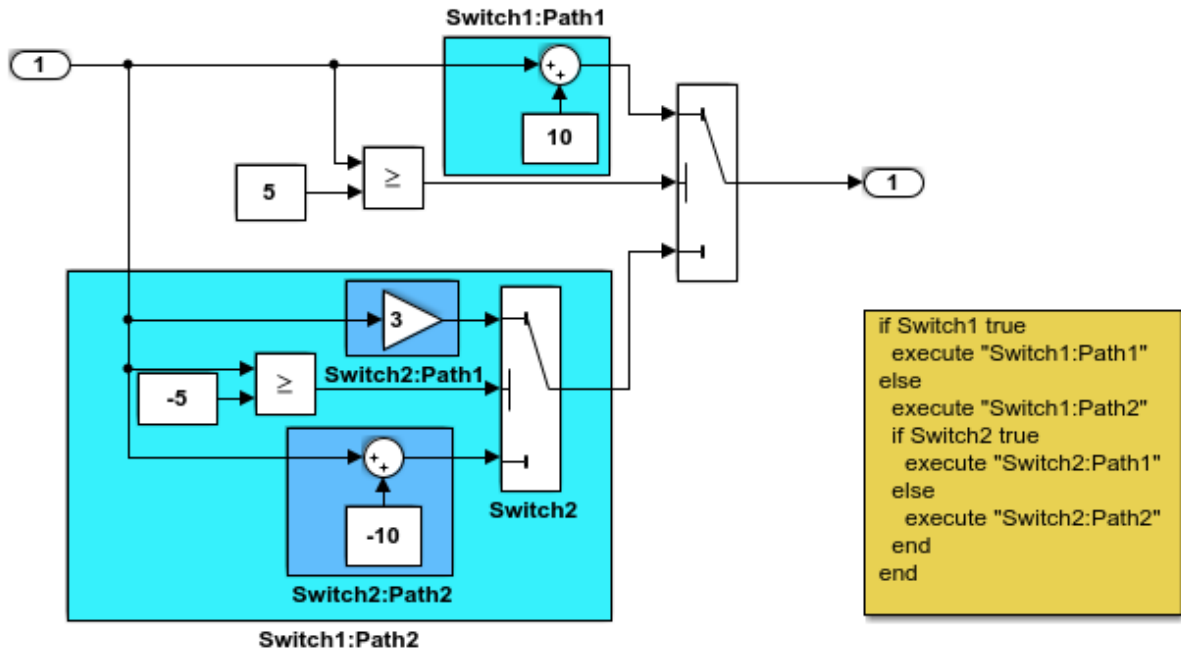 Switch1:Path1
1
+
+
10
≥
5
1
3
Switch2:Path1
≥
-5
+
+
-10
Switch2
Switch2:Path2
Switch1:Path2
if Switch1 true
execute "Switch1:Path1"
else
execute "Switch1:Path2"
if Switch2 true
execute "Switch2:Path1"
else
execute "Switch2:Path2"
end
end